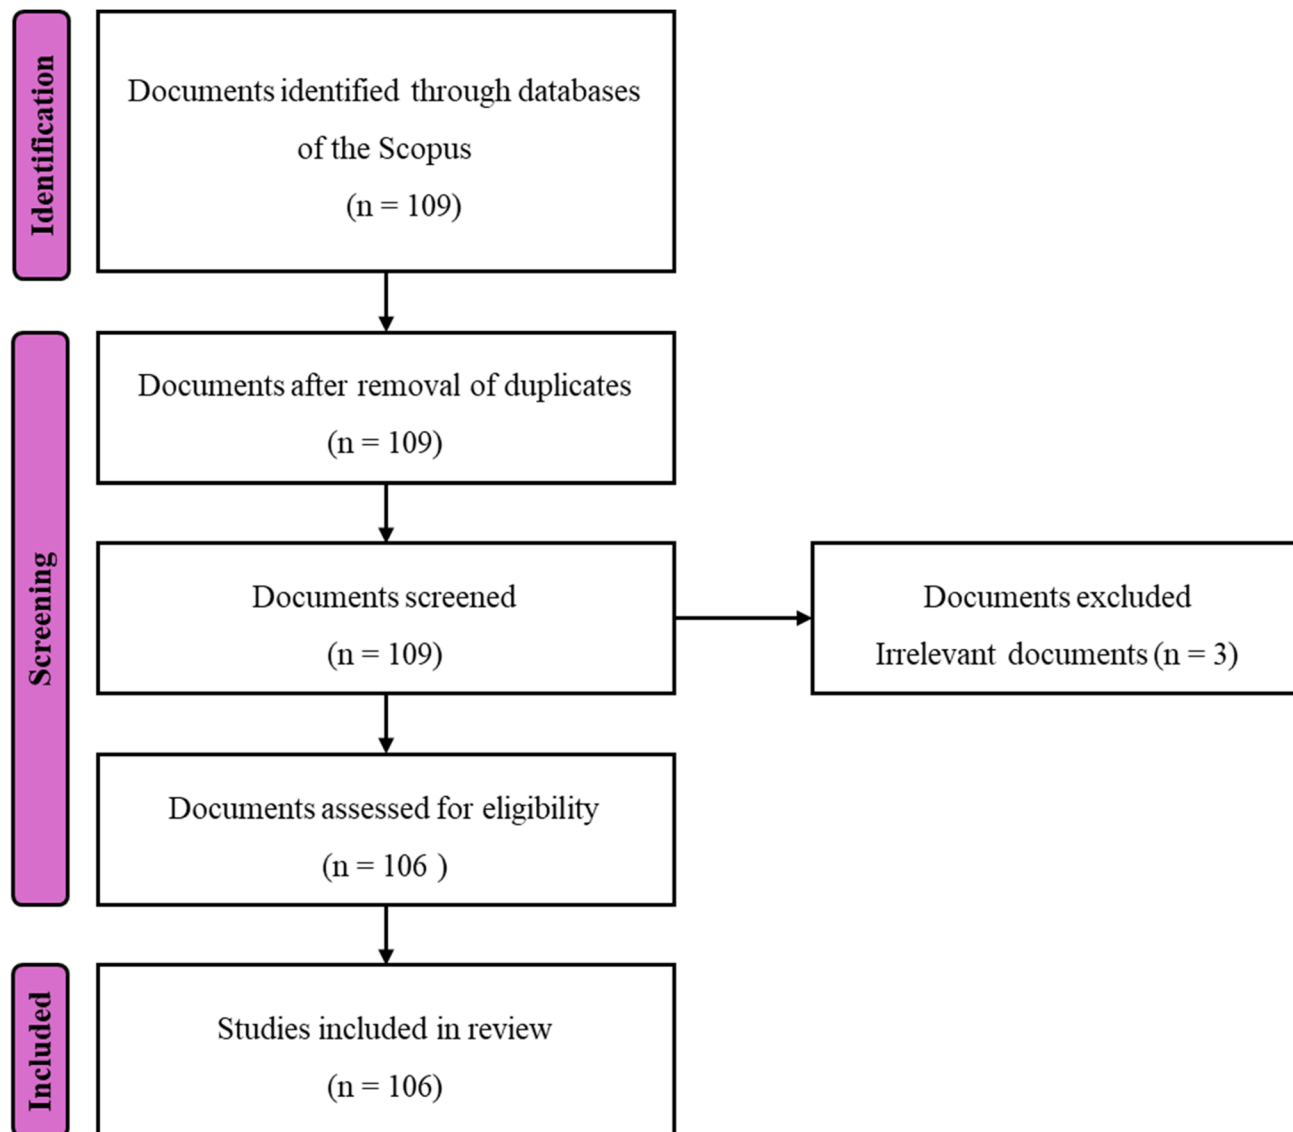 Identification
Documents identified through databases
of the Scopus
(n = 109)
Screening
Documents after removal of duplicates
(n = 109)
Documents screened
(n = 109)
Documents excluded
Irrelevant documents (n = 3)
Documents assessed for eligibility
(n = 106 )
Included
Studies included in review
(n = 106)